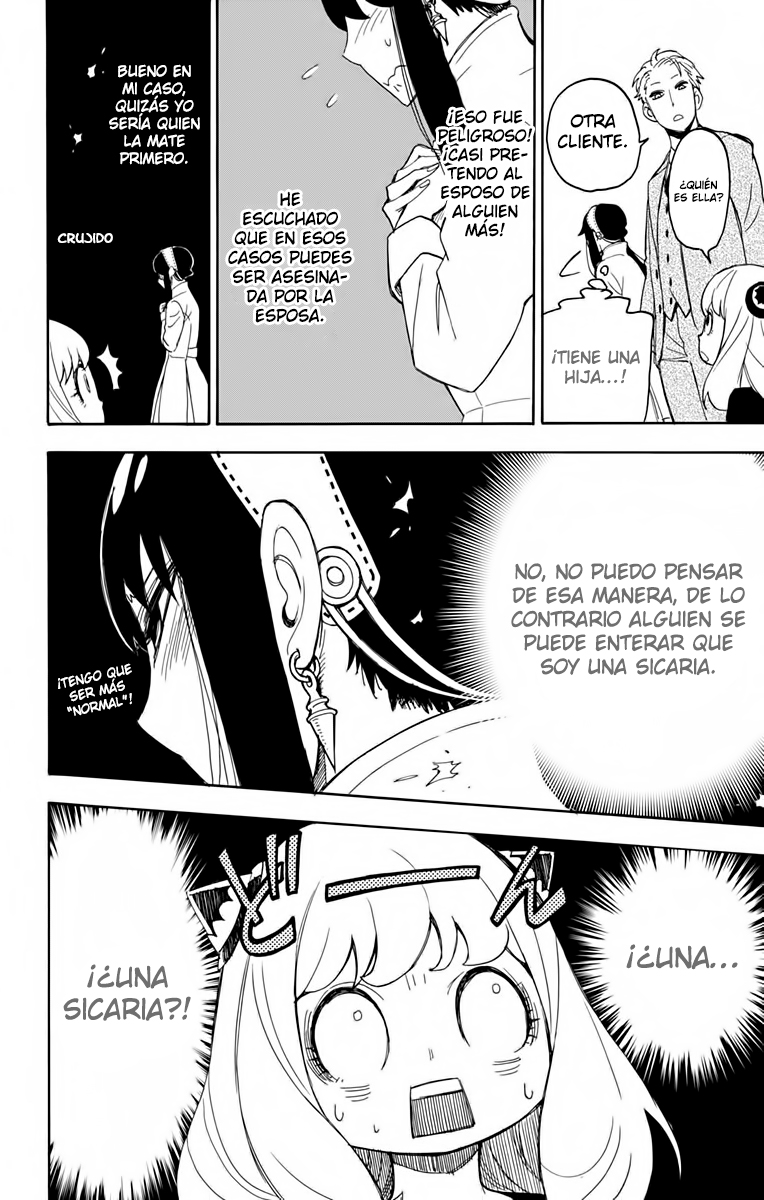 ¿QUIÉN
ES ELLA?
OTRA
CLIENTE.
¡TIENE UNA
HIJA...!
¡ESO FUE
PELIGROSO!
¡CASI PRE-
TENDO AL
ESPOSO DE
ALGUIEN
MÁS!
HE
ESCUCHADO
QUE EN ESOS
CASOS PUEDES
SER ASESINA-
DA POR LA
ESPOSA.
BUENO EN
MI CASO,
QUIZÁS YO
SERÍA QUIEN
LA MATE
PRIMERO.
CRUJIDO
NO, NO PUEDO PENSAR
DE ESA MANERA, DE LO
CONTRARIO ALGUIEN SE
PUEDE ENTERAR QUE
SOY UNA SICARIA.
¡TENGO QUE
SER MÁS
"NORMAL"!
¡¿UNA...
ビーン
¡¿UNA
SICARIA?!